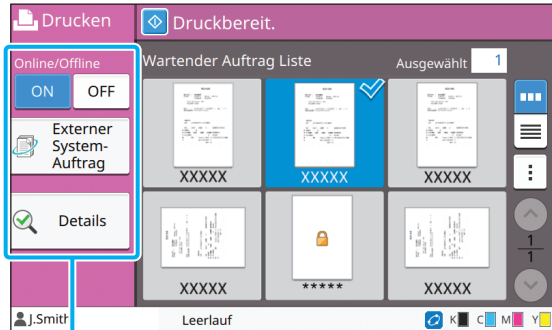 Drucken
Druckbereit.
Online/Offline
ON OFF
Externer
System-
Auftrag
Details
Wartender Auftrag Liste
Ausgewählt 1
XXXXX XXXXX XXXXX
XXXXX ***** XXXXX
1
1
J.Smith
Leerlauf
K C M Y